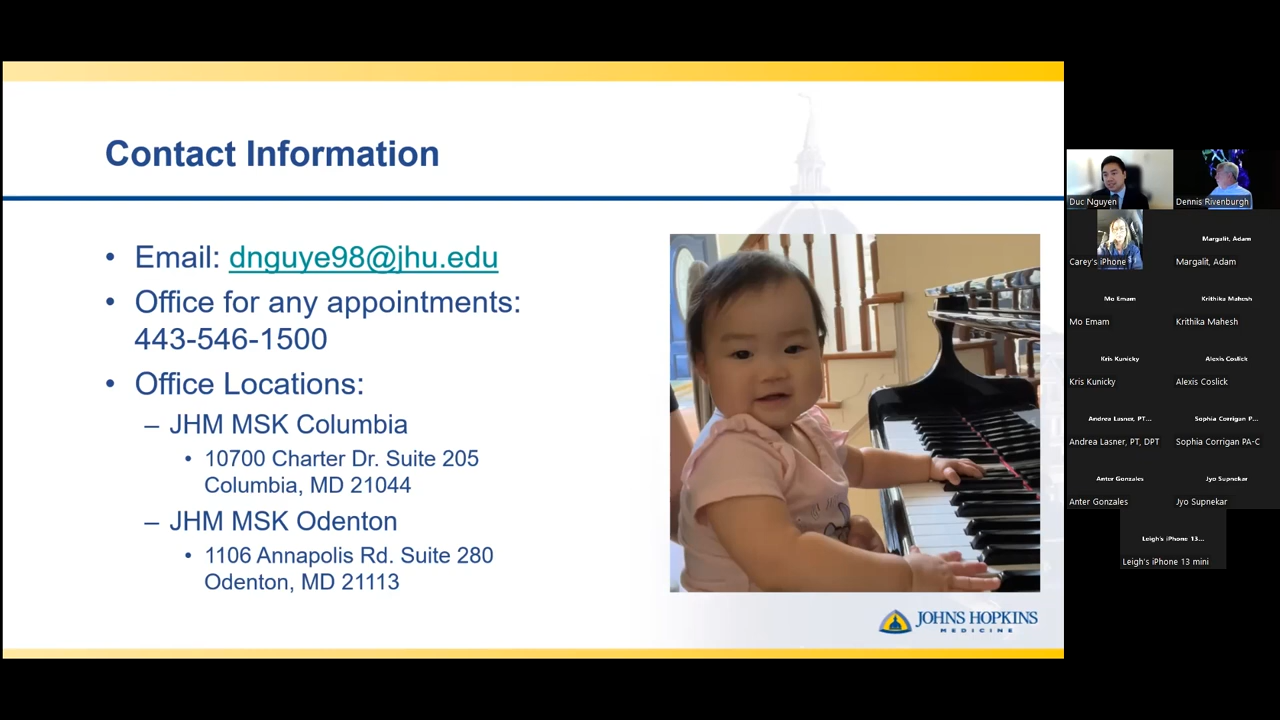 Contact Information
• Email: dnguye98@jhu.edu
• Office for any appointments:
443-546-1500
• Office Locations:
– JHM MSK Columbia
• 10700 Charter Dr. Suite 205
Columbia, MD 21044
– JHM MSK Odenton
• 1106 Annapolis Rd. Suite 280
Odenton, MD 21113
JOHNS HOPKINS
MEDICINE
Duc Nguyen
Dennis Rivenburgh
Carey's iPhone
Margalit, Adam
Margalit, Adam
Mo Emam
Mo Emam
Krithika Mahesh
Krithika Mahesh
Kris Kunicky
Kris Kunicky
Alexis Coslick
Alexis Coslick
Andrea Lasner, PT...
Andrea Lasner, PT, DPT
Sophia Corrigan P...
Sophia Corrigan PA-C
Anter Gonzales
Anter Gonzales
Jyo Supnekar
Jyo Supnekar
Leigh's iPhone 13...
Leigh's iPhone 13 mini